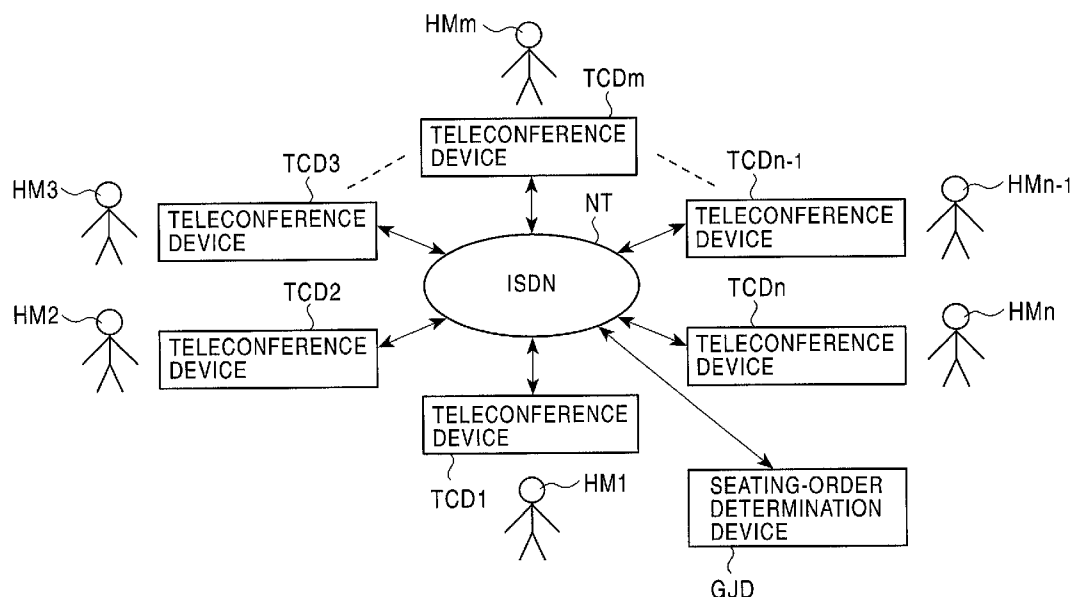 HMm
TCDm
TELECONFERENCE
DEVICE
TCD3
TCDn-1
HM3
TELECONFERENCE
DEVICE
NT
TELECONFERENCE
DEVICE
HMn-1
ISDN
TCD2
TCDn
HM2
TELECONFERENCE
DEVICE
TELECONFERENCE
DEVICE
HMn
TELECONFERENCE
DEVICE
TCD1
HM1
SEATING-ORDER
DETERMINATION
DEVICE
GJD